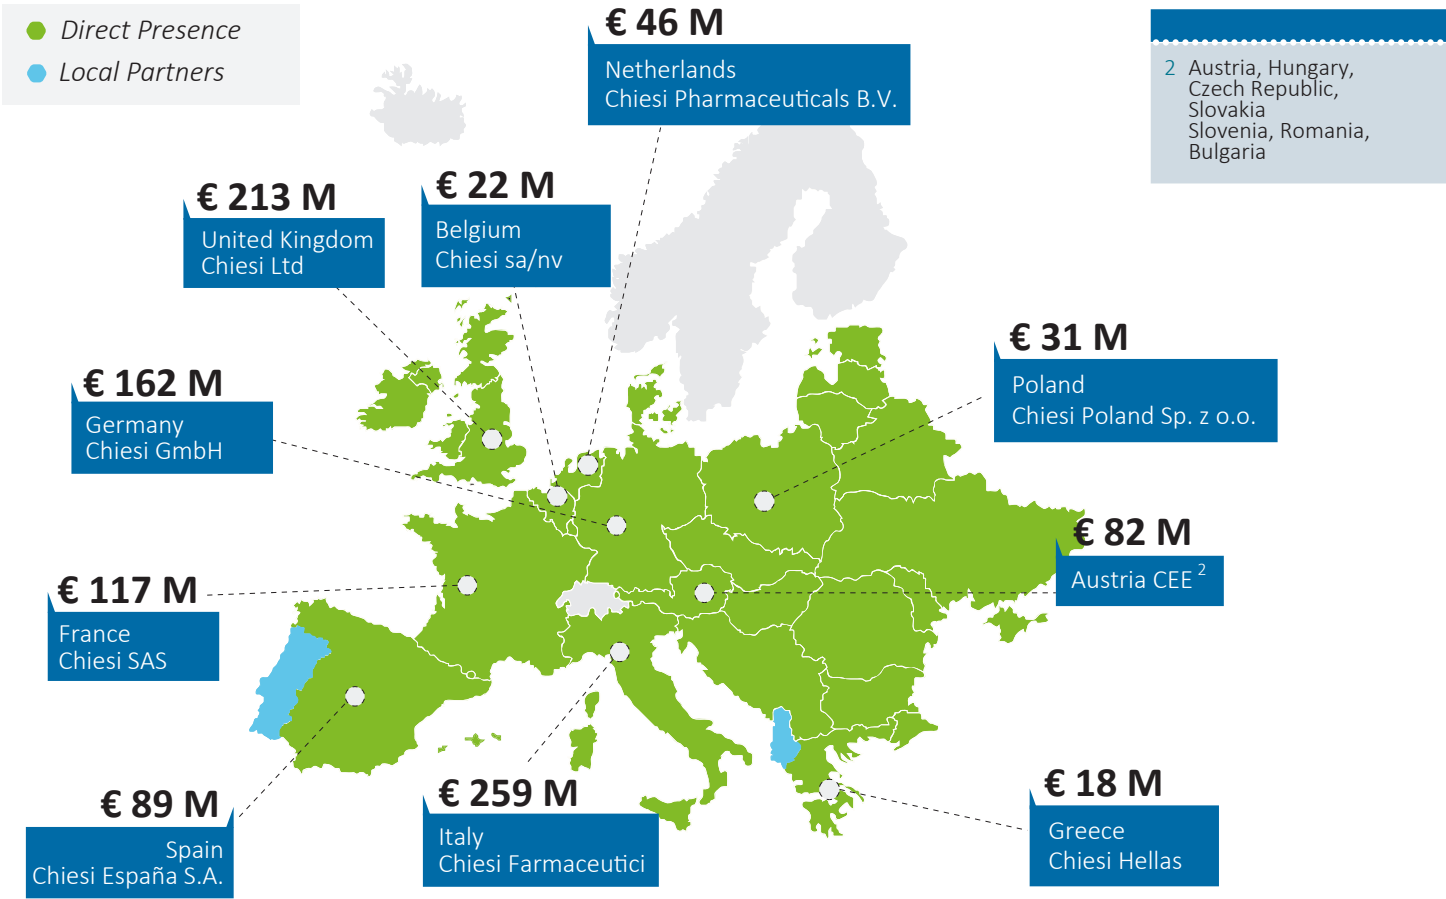 Direct Presence
Local Partners
€ 46 M
Netherlands
Chiesi Pharmaceuticals B.V.
2 Austria, Hungary,
Czech Republic,
Slovakia
Slovenia, Romania,
Bulgaria
€ 213 M
United Kingdom
Chiesi Ltd
€ 22 M
Belgium
Chiesi sa/nv
€ 162 M
Germany
Chiesi GmbH
€ 31 M
Poland
Chiesi Poland Sp. z o.o.
€ 82 M
Austria CEE 2
€ 117 M
France
Chiesi SAS
€ 89 M
Spain
Chiesi España S.A.
€ 259 M
Italy
Chiesi Farmaceutici
€ 18 M
Greece
Chiesi Hellas